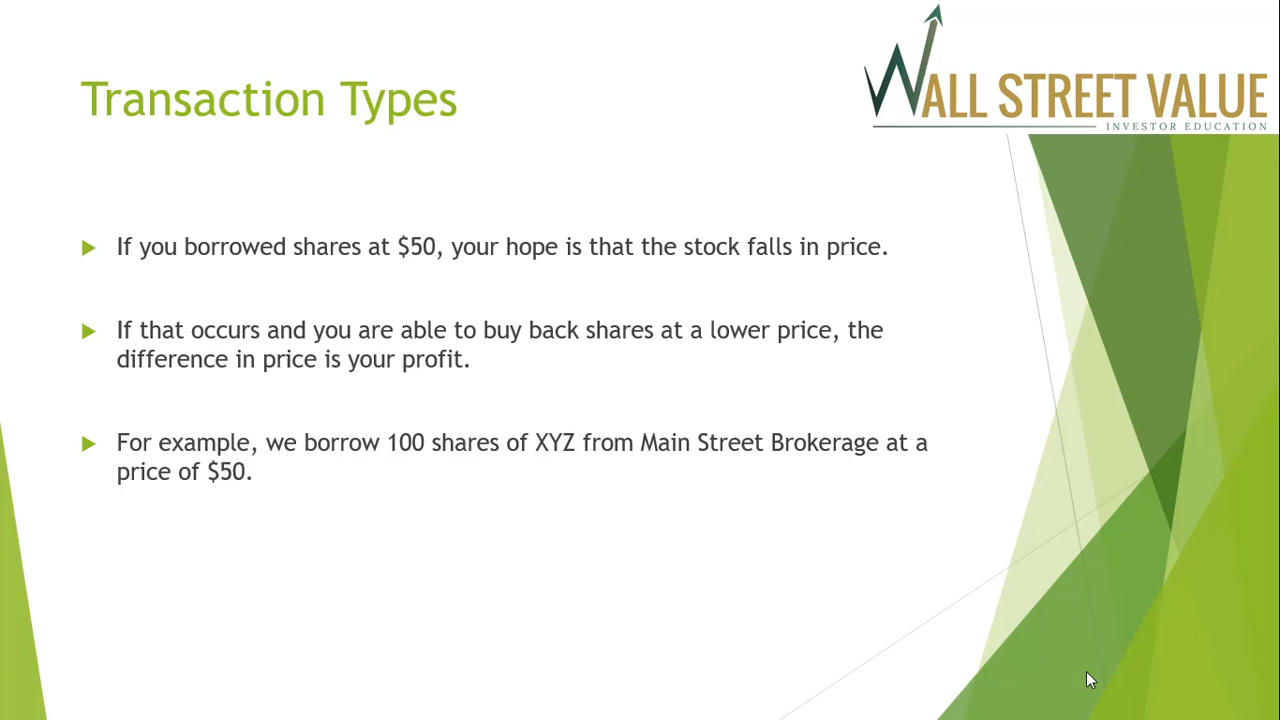 WALL STREET VALUE
INVESTOR EDUCATION
Transaction Types
If you borrowed shares at $50, your hope is that the stock falls in price.
If that occurs and you are able to buy back shares at a lower price, the
difference in price is your profit.
For example, we borrow 100 shares of XYZ from Main Street Brokerage at a
price of $50.